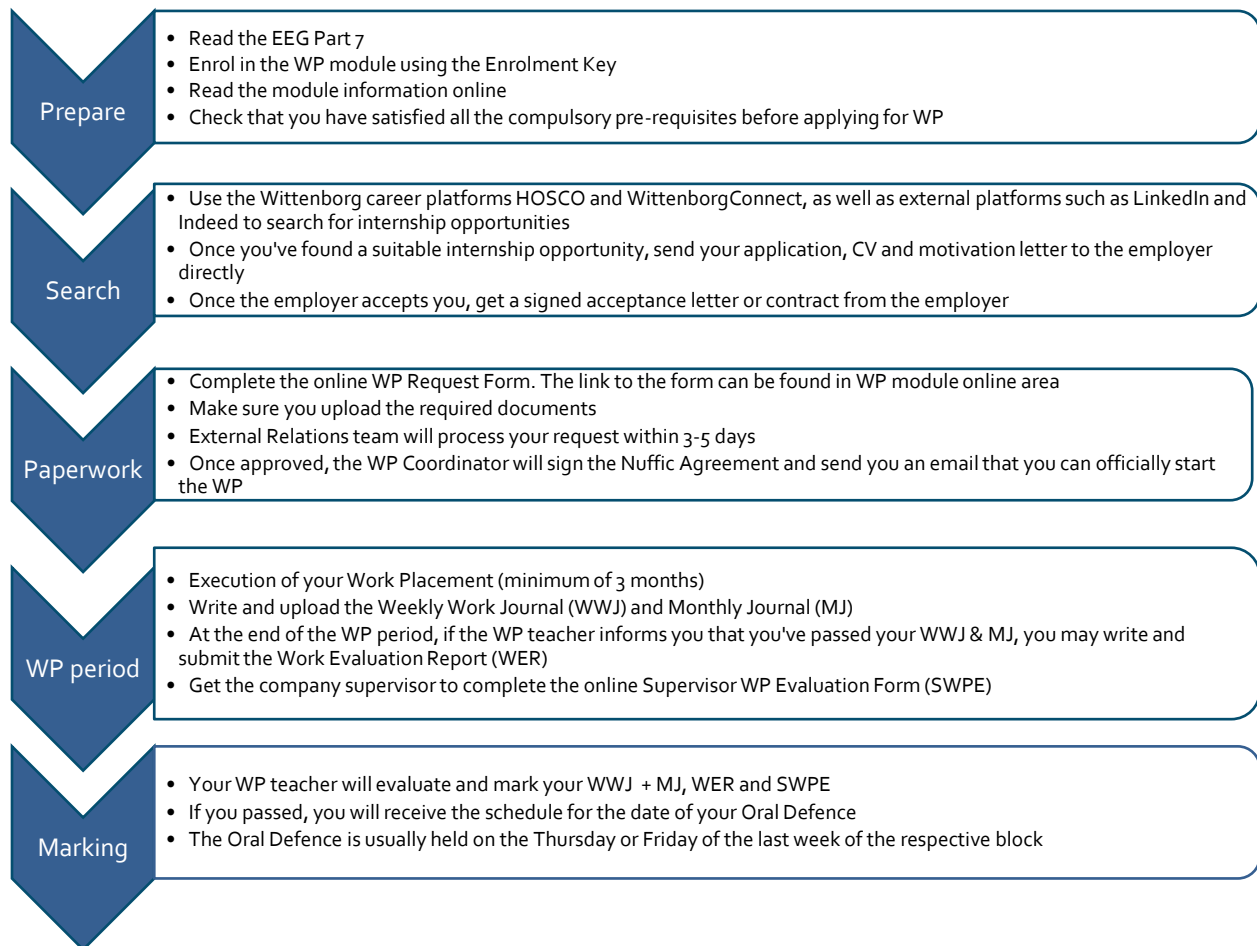 Prepare
• Read the EEG Part 7
• Enrol in the WP module using the Enrolment Key
• Read the module information online
• Check that you have satisfied all the compulsory pre-requisites before applying for WP
Search
• Use the Wittenborg career platforms HOSCO and WittenborgConnect, as well as external platforms such as LinkedIn and
Indeed to search for internship opportunities
• Once you've found a suitable internship opportunity, send your application, CV and motivation letter to the employer
directly
• Once the employer accepts you, get a signed acceptance letter or contract from the employer
Paperwork
• Complete the online WP Request Form. The link to the form can be found in WP module online area
• Make sure you upload the required documents
• External Relations team will process your request within 3-5 days
• Once approved, the WP Coordinator will sign the Nuffic Agreement and send you an email that you can officially start
the WP
WP period
• Execution of your Work Placement (minimum of 3 months)
• Write and upload the Weekly Work Journal (WWJ) and Monthly Journal (MJ)
• At the end of the WP period, if the WP teacher informs you that you've passed your WWJ & MJ, you may write and
submit the Work Evaluation Report (WER)
• Get the company supervisor to complete the online Supervisor WP Evaluation Form (SWPE)
Marking
• Your WP teacher will evaluate and mark your WWJ + MJ, WER and SWPE
• If you passed, you will receive the schedule for the date of your Oral Defence
• The Oral Defence is usually held on the Thursday or Friday of the last week of the respective block